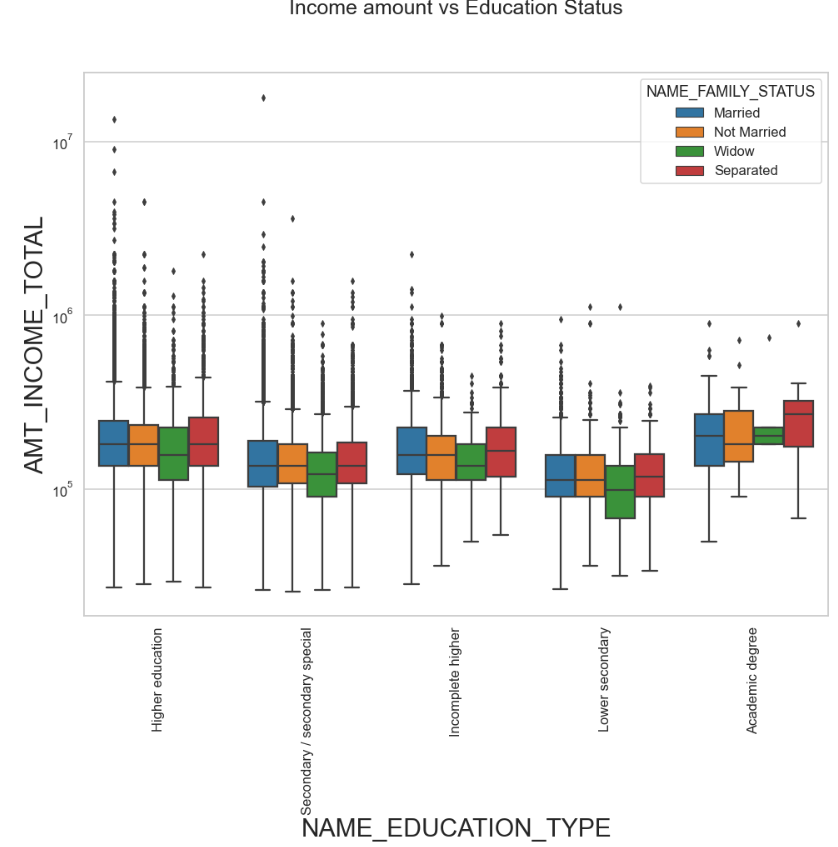 Income amount vs Education Status
NAME_FAMILY_STATUS
Married
Not Married
Widow
Separated
AMT_INCOME_TOTAL
10^7
10^6
10^5
Higher education
Secondary / secondary special
Incomplete higher
Lower secondary
Academic degree
NAME_EDUCATION_TYPE